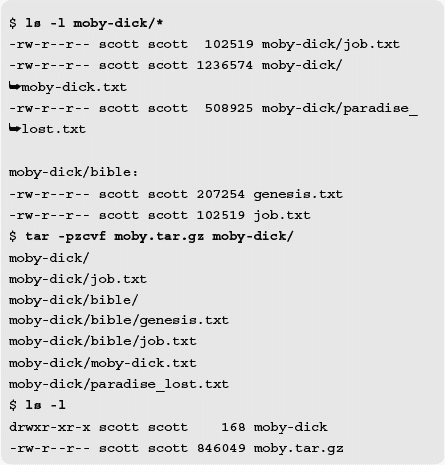 $ ls -l moby-dick/*
-rw-r--r-- scott scott  102519 moby-dick/job.txt
-rw-r--r-- scott scott 1236574 moby-dick/
➥moby-dick.txt
-rw-r--r-- scott scott  508925 moby-dick/paradise_
➥lost.txt

moby-dick/bible:
-rw-r--r-- scott scott 207254 genesis.txt
-rw-r--r-- scott scott 102519 job.txt
$ tar -pzcvf moby.tar.gz moby-dick/
moby-dick/
moby-dick/job.txt
moby-dick/bible/
moby-dick/bible/genesis.txt
moby-dick/bible/job.txt
moby-dick/moby-dick.txt
moby-dick/paradise_lost.txt
$ ls -l
drwxr-xr-x scott scott    168 moby-dick
-rw-r--r-- scott scott 846049 moby.tar.gz